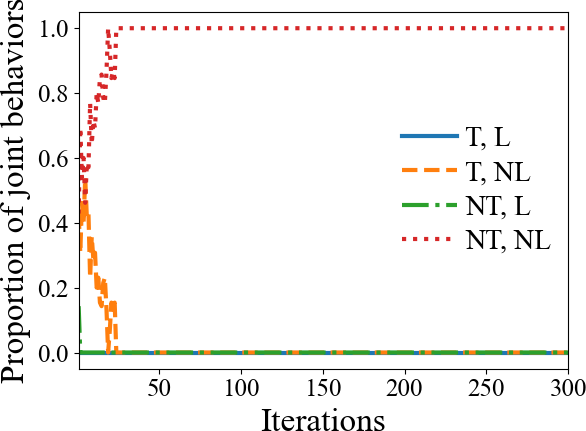 Proportion of joint behaviors
1.0
0.8
0.6
0.4
0.2
0.0
T, L
T, NL
NT, L
NT, NL
50 100 150 200 250 300
Iterations